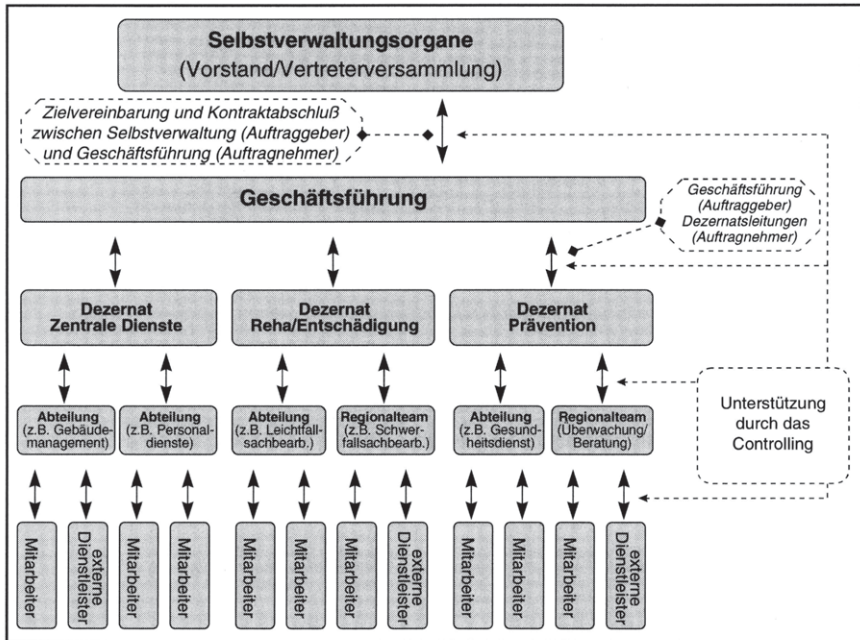 Selbstverwaltungsorgane
(Vorstand/Vertreterversammlung)
Zielvereinbarung und Kontraktabschluß
zwischen Selbstverwaltung (Auftraggeber)
und Geschäftsführung (Auftragnehmer)
Geschäftsführung
Geschäftsführung
(Auftraggeber)
Dezernatsleitungen
(Auftragnehmer)
Dezernat
Zentrale Dienste
Dezernat
Reha/Entschädigung
Dezernat
Prävention
Abteilung
(z.B. Gebäude-
management)
Abteilung
(z.B. Personal-
dienste)
Abteilung
(z.B. Leichtfall-
sachbearb.)
Regionalteam
(z.B. Schwer-
fallsachbearb.)
Abteilung
(z.B. Gesund-
heitsdienst)
Regionalteam
(Überwachung/
Beratung)
Unterstützung
durch das
Controlling
Mitarbeiter
externe
Dienstleister
Mitarbeiter
Mitarbeiter
Mitarbeiter
Mitarbeiter
Mitarbeiter
externe
Dienstleister
Mitarbeiter
Mitarbeiter
Mitarbeiter
externe
Dienstleister